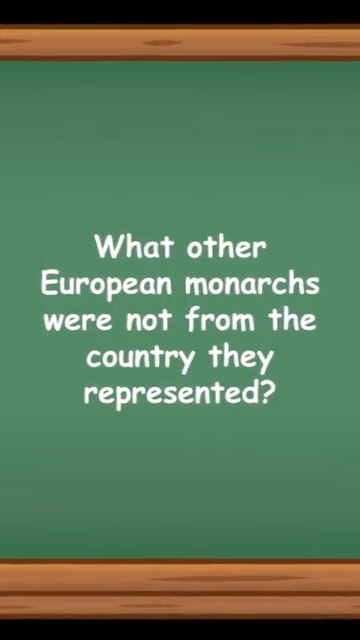 What other
European monarchs
were not from the
country they
represented?